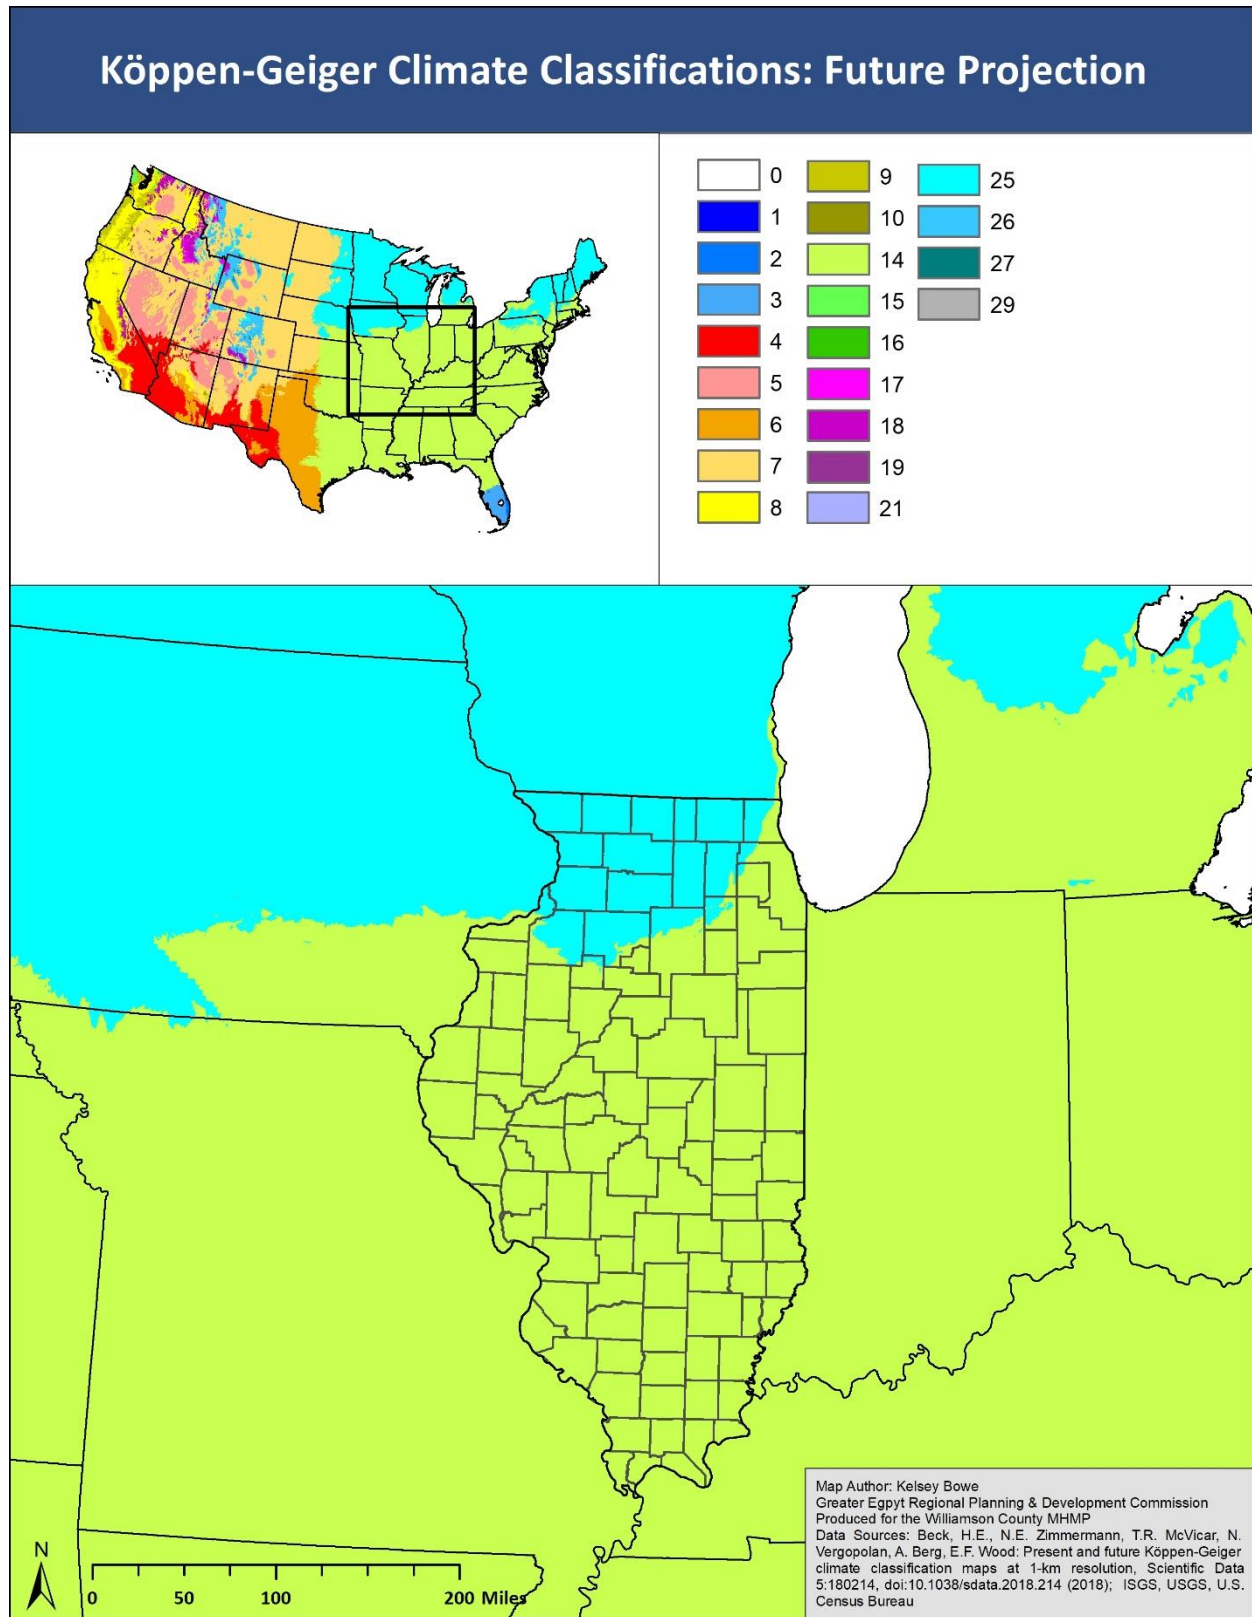 Köppen-Geiger Climate Classifications: Future Projection
0
1
2
3
4
5
6
7
8
9
10
14
15
16
17
18
19
21
25
26
27
29
N
0 50 100 200 Miles
Map Author: Kelsey Bowe
Greater Egpyt Regional Planning & Development Commission
Produced for the Williamson County MHMP
Data Sources: Beck, H.E., N.E. Zimmermann, T.R. McVicar, N.
Vergopolan, A. Berg, E.F. Wood: Present and future Köppen-Geiger
climate classification maps at 1-km resolution, Scientific Data
5:180214, doi:10.1038/sdata.2018.214 (2018); ISGS, USGS, U.S.
Census Bureau